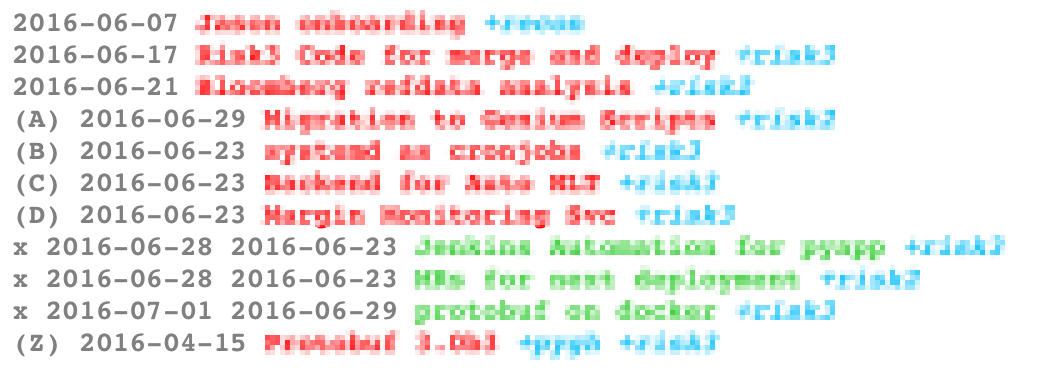 2016-06-07 Jason onboarding +recon
2016-06-17 Risk3 Code for merge and deploy +risk3
2016-06-21 Bloomberg refdata analysis +risk3
(A) 2016-06-29 Migration to Genium Scripts +risk3
(B) 2016-06-23 systemd as cronjobs +risk3
(C) 2016-06-23 Backend for Auto MLT +risk3
(D) 2016-06-23 Margin Monitoring Svc +risk3
x 2016-06-28 2016-06-23 Jenkins Automation for pyapp +risk3
x 2016-06-28 2016-06-23 for next deployment +risk3
x 2016-07-01 2016-06-29 protobuf on docker +risk3
(Z) 2016-04-15 Protobuf +risk3